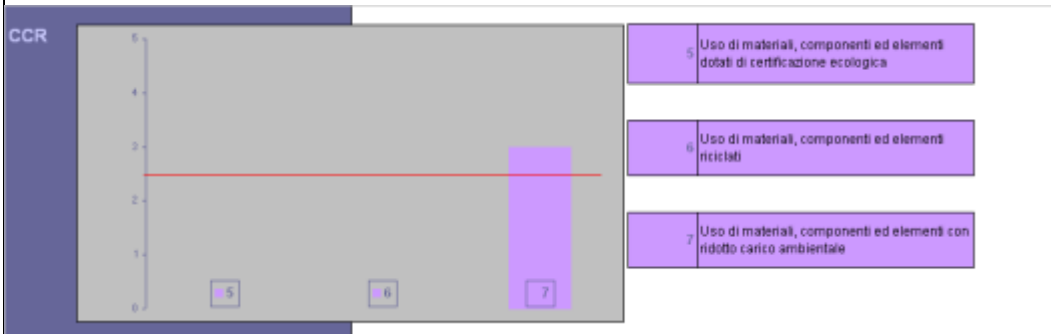 CCR
5
4
3
2
1
0
5
6
7
5 Uso di materiali, componenti ed elementi
dotati di certificazione ecologica
6 Uso di materiali, componenti ed elementi
riciclati
7 Uso di materiali, componenti ed elementi con
ridotto carico ambientale